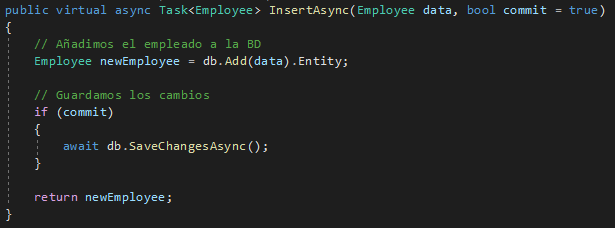 public virtual async Task<Employee> InsertAsync(Employee data, bool commit = true)
{
// Añadimos el empleado a la BD
Employee newEmployee = db.Add(data).Entity;
// Guardamos los cambios
if (commit)
{
await db.SaveChangesAsync();
}
return newEmployee;
}